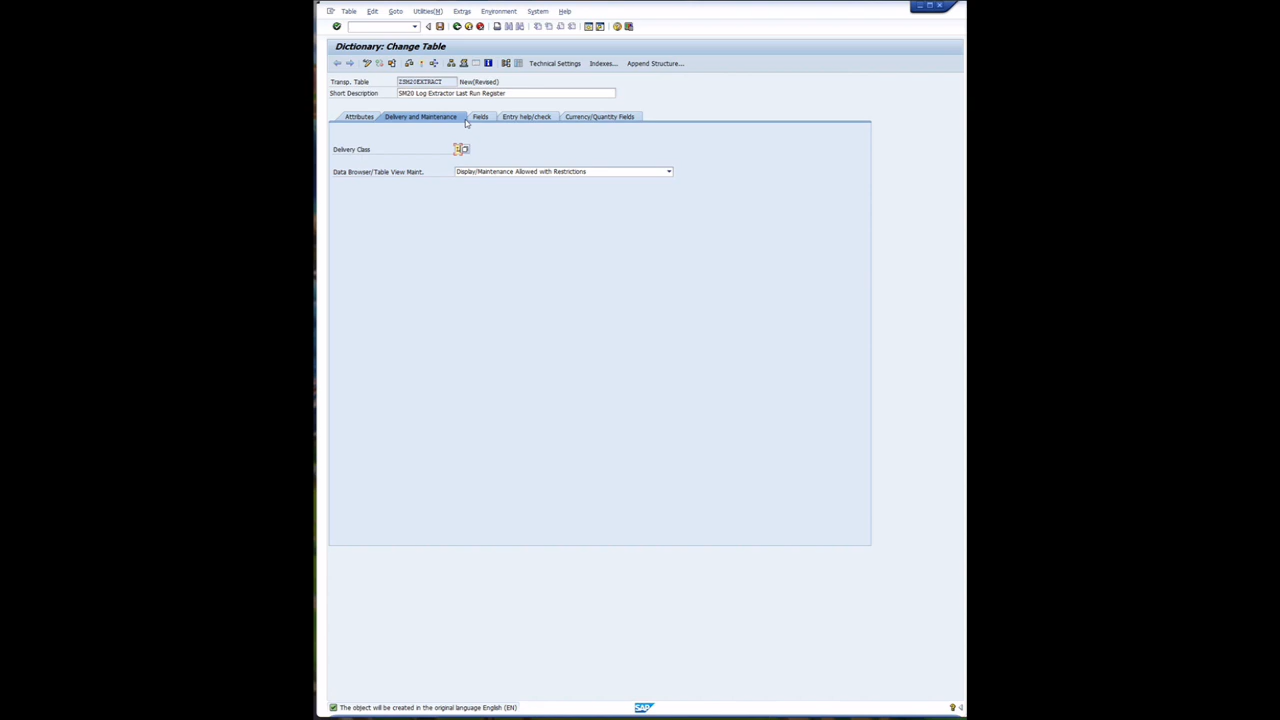 Table Edit Goto Utilities(M) Extras Environment System Help
Dictionary: Change Table
Technical Settings Indexes... Append Structure...
Transp. Table ZSM20EXTRACT New(Revised)
Short Description SM20 Log Extractor Last Run Register
Attributes Delivery and Maintenance Fields Entry help/check Currency/Quantity Fields
Delivery Class
Data Browser/Table View Maint. Display/Maintenance Allowed with Restrictions
The object will be created in the original language English (EN)
SAP